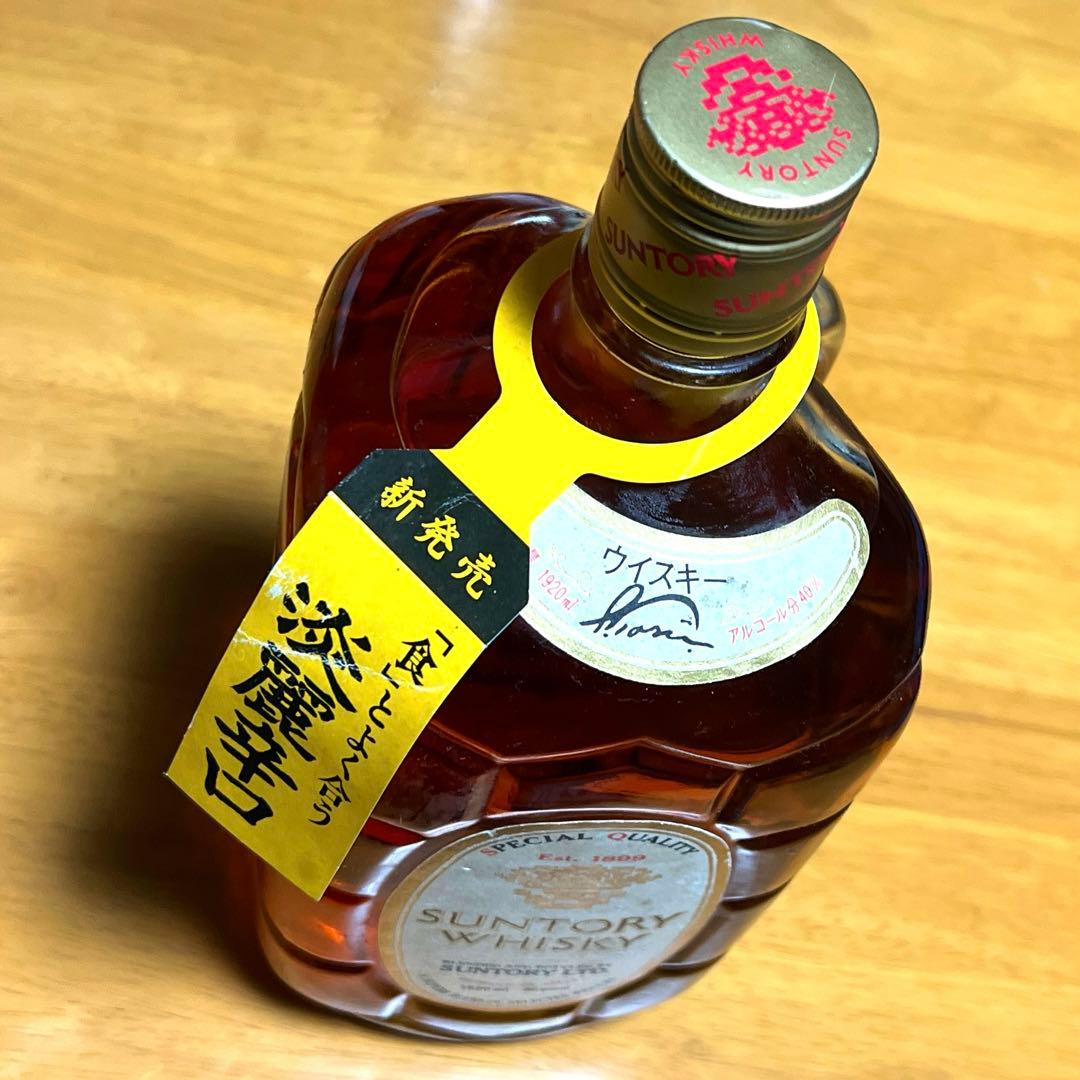 WHISKY
SUNTORY
SUNTORY
新発売
「食」とよく合う
淡麗辛口
ウイスキー
1920ml
アルコール分40%
SPECIAL QUALITY
Est. 1899
SUNTORY
WHISKY
SUNTORY LTD.